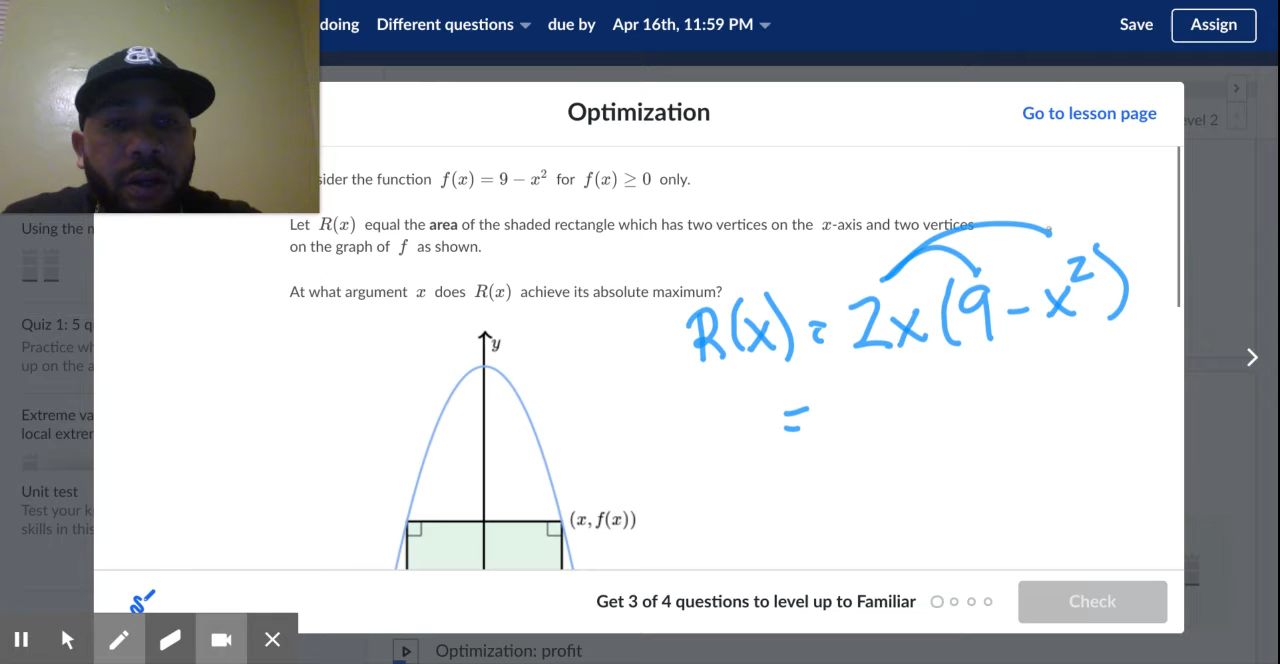 doing Different questions due by Apr 16th, 11:59 PM Save Assign
Optimization
Go to lesson page
evel 2
sider the function f(x) = 9 − x² for f(x) ≥ 0 only.
Let R(x) equal the area of the shaded rectangle which has two vertices on the x-axis and two vertices
on the graph of f as shown.
At what argument x does R(x) achieve its absolute maximum?
R(x) = 2x(9 − x²)
=
y
(x, f(x))
Using the
Quiz 1: 5 q
Practice wh
up on the a
Extreme va
local extrer
Unit test
Test your k
skills in this
Get 3 of 4 questions to level up to Familiar
Check
Optimization: profit